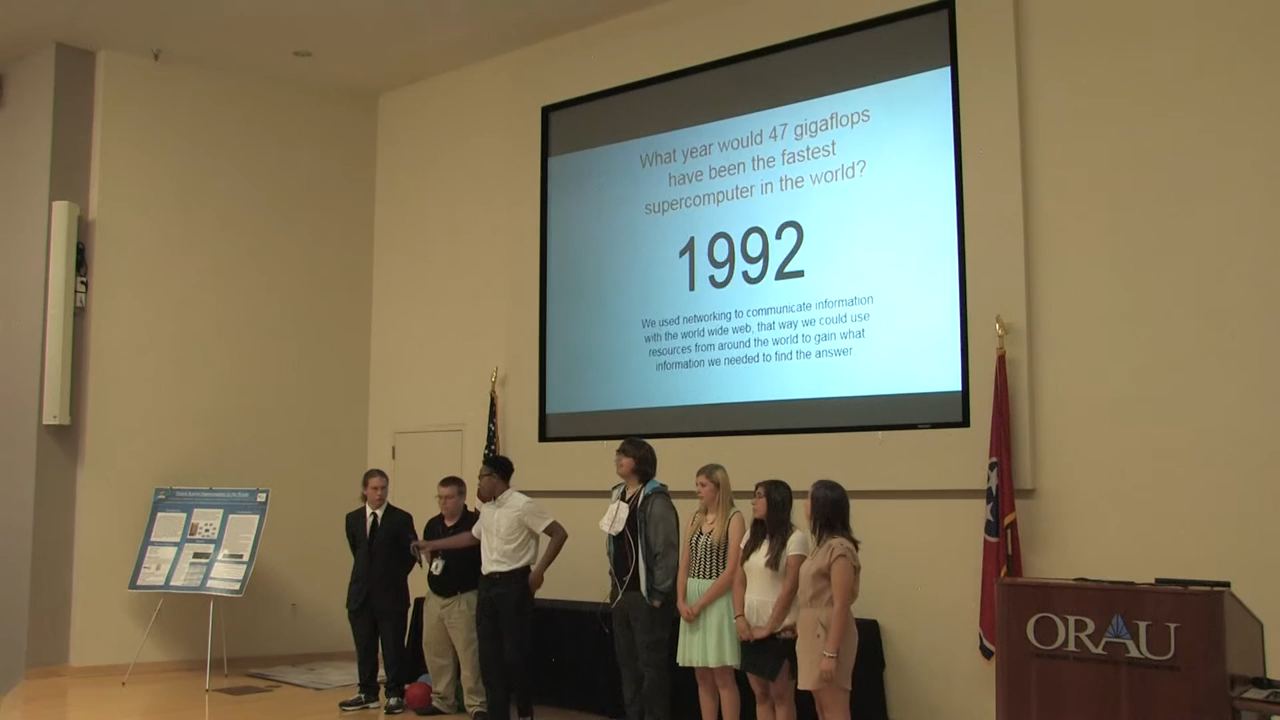 What year would 47 gigaflops
have been the fastest
supercomputer in the world?
1992
We used networking to communicate information
with the world wide web, that way we could use
resources from around the world to gain what
information we needed to find the answer
ORAU